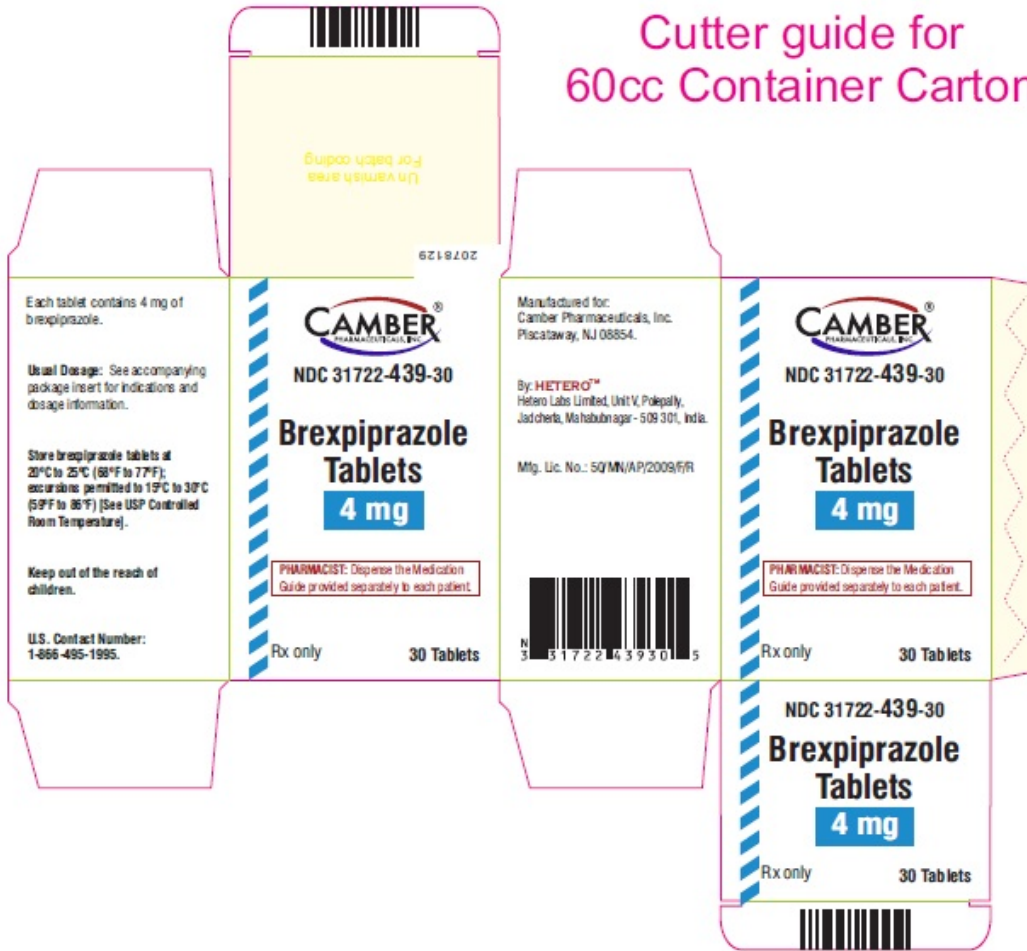 Cutter guide for
60cc Container Carton
Un varnish area
For batch coding
2078129
Each tablet contains 4 mg of
brexpiprazole.
Usual Dosage: See accompanying
package insert for indications and
dosage information.
Store brexpiprazole tablets at
20°C to 25°C (68°F to 77°F);
excursions permitted to 15°C to 30°C
(59°F to 86°F) [See USP Controlled
Room Temperature].
Keep out of the reach of
children.
U.S. Contact Number:
1-866-495-1995.
CAMBER®
PHARMACEUTICALS, INC.
NDC 31722-439-30
Brexpiprazole
Tablets
4 mg
PHARMACIST: Dispense the Medication
Guide provided separately to each patient.
Rx only 30 Tablets
Manufactured for:
Camber Pharmaceuticals, Inc.
Piscataway, NJ 08854.
By: HETERO™
Hetero Labs Limited, Unit V, Polepally,
Jadcherla, Mahabubnagar - 509 301, India.
Mfg. Lic. No.: 50/MN/AP/2009/F/R
N
3 31722 43930 5
CAMBER®
PHARMACEUTICALS, INC.
NDC 31722-439-30
Brexpiprazole
Tablets
4 mg
PHARMACIST: Dispense the Medication
Guide provided separately to each patient.
Rx only 30 Tablets
NDC 31722-439-30
Brexpiprazole
Tablets
4 mg
Rx only 30 Tablets